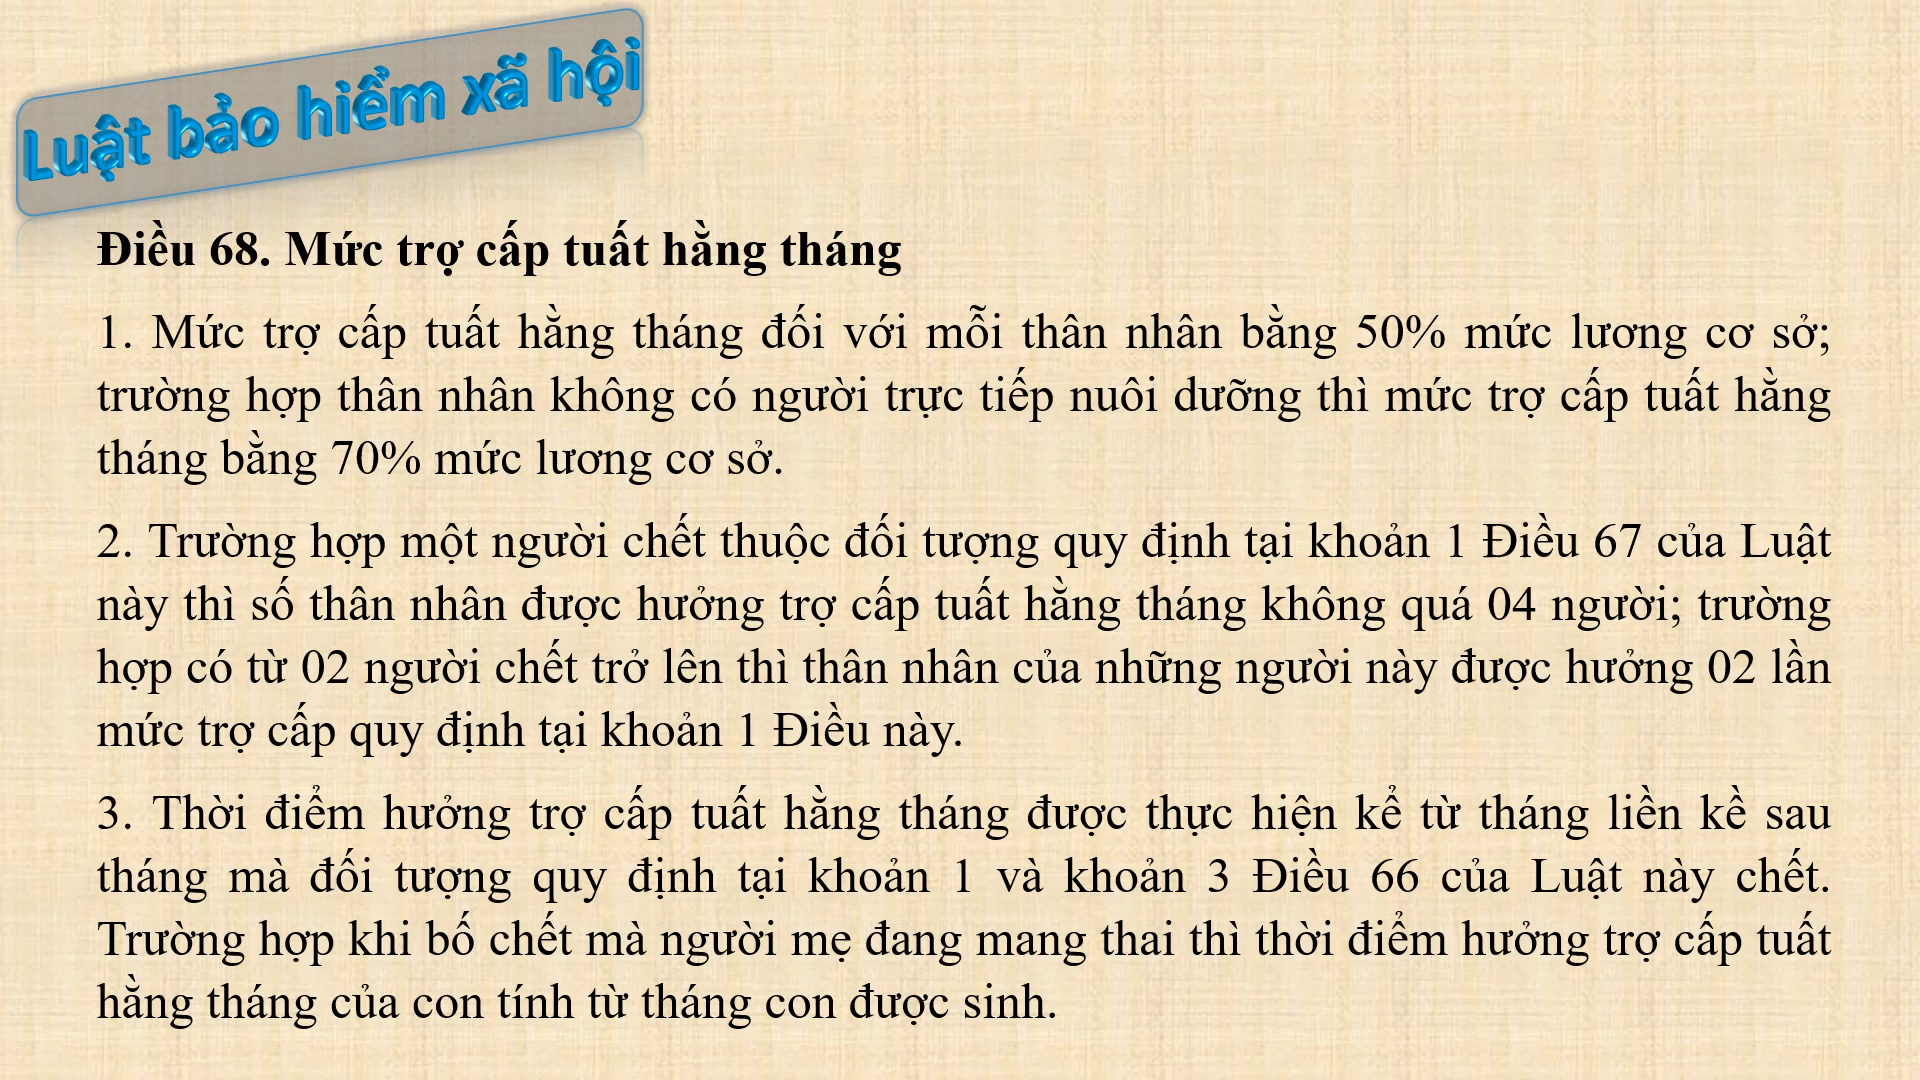 Luật bảo hiểm xã hội
Điều 68. Mức trợ cấp tuất hằng tháng
1. Mức trợ cấp tuất hằng tháng đối với mỗi thân nhân bằng 50% mức lương cơ sở;
trường hợp thân nhân không có người trực tiếp nuôi dưỡng thì mức trợ cấp tuất hằng
tháng bằng 70% mức lương cơ sở.
2. Trường hợp một người chết thuộc đối tượng quy định tại khoản 1 Điều 67 của Luật
này thì số thân nhân được hưởng trợ cấp tuất hằng tháng không quá 04 người; trường
hợp có từ 02 người chết trở lên thì thân nhân của những người này được hưởng 02 lần
mức trợ cấp quy định tại khoản 1 Điều này.
3. Thời điểm hưởng trợ cấp tuất hằng tháng được thực hiện kể từ tháng liền kề sau
tháng mà đối tượng quy định tại khoản 1 và khoản 3 Điều 66 của Luật này chết.
Trường hợp khi bố chết mà người mẹ đang mang thai thì thời điểm hưởng trợ cấp tuất
hằng tháng của con tính từ tháng con được sinh.